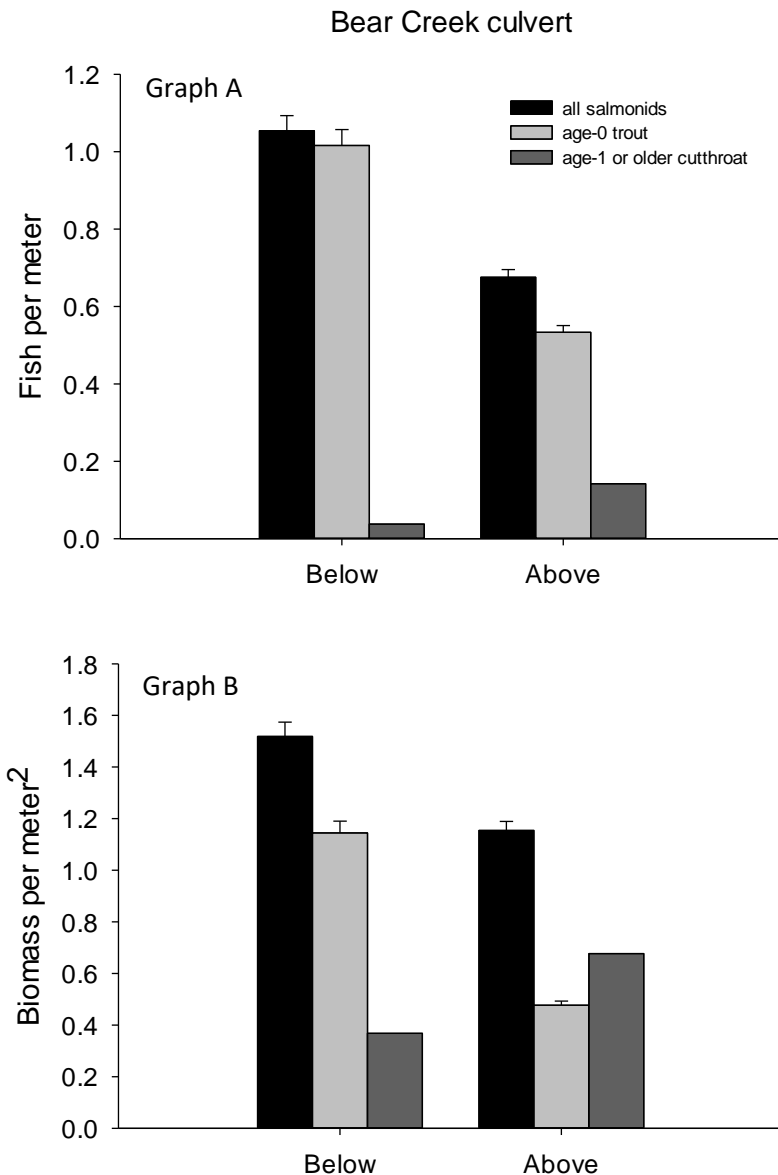 Bear Creek culvert
Graph A
all salmonids
age-0 trout
age-1 or older cutthroat
Fish per meter
1.2
1.0
0.8
0.6
0.4
0.2
0.0
Below Above
Graph B
Biomass per meter2
1.8
1.6
1.4
1.2
1.0
0.8
0.6
0.4
0.2
0.0
Below Above